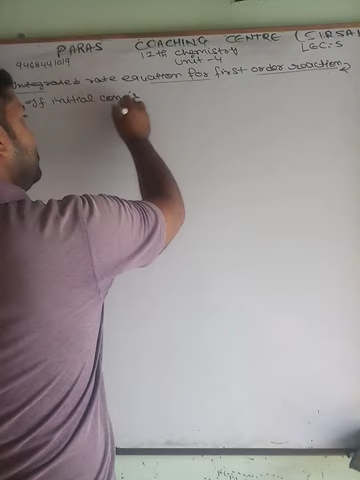 PARAS COACHING CENTRE (SIRSA)
12th Chemistry LEC:5
9468441019 Unit-4
Integrated rate equation for first order reaction
off initial conc